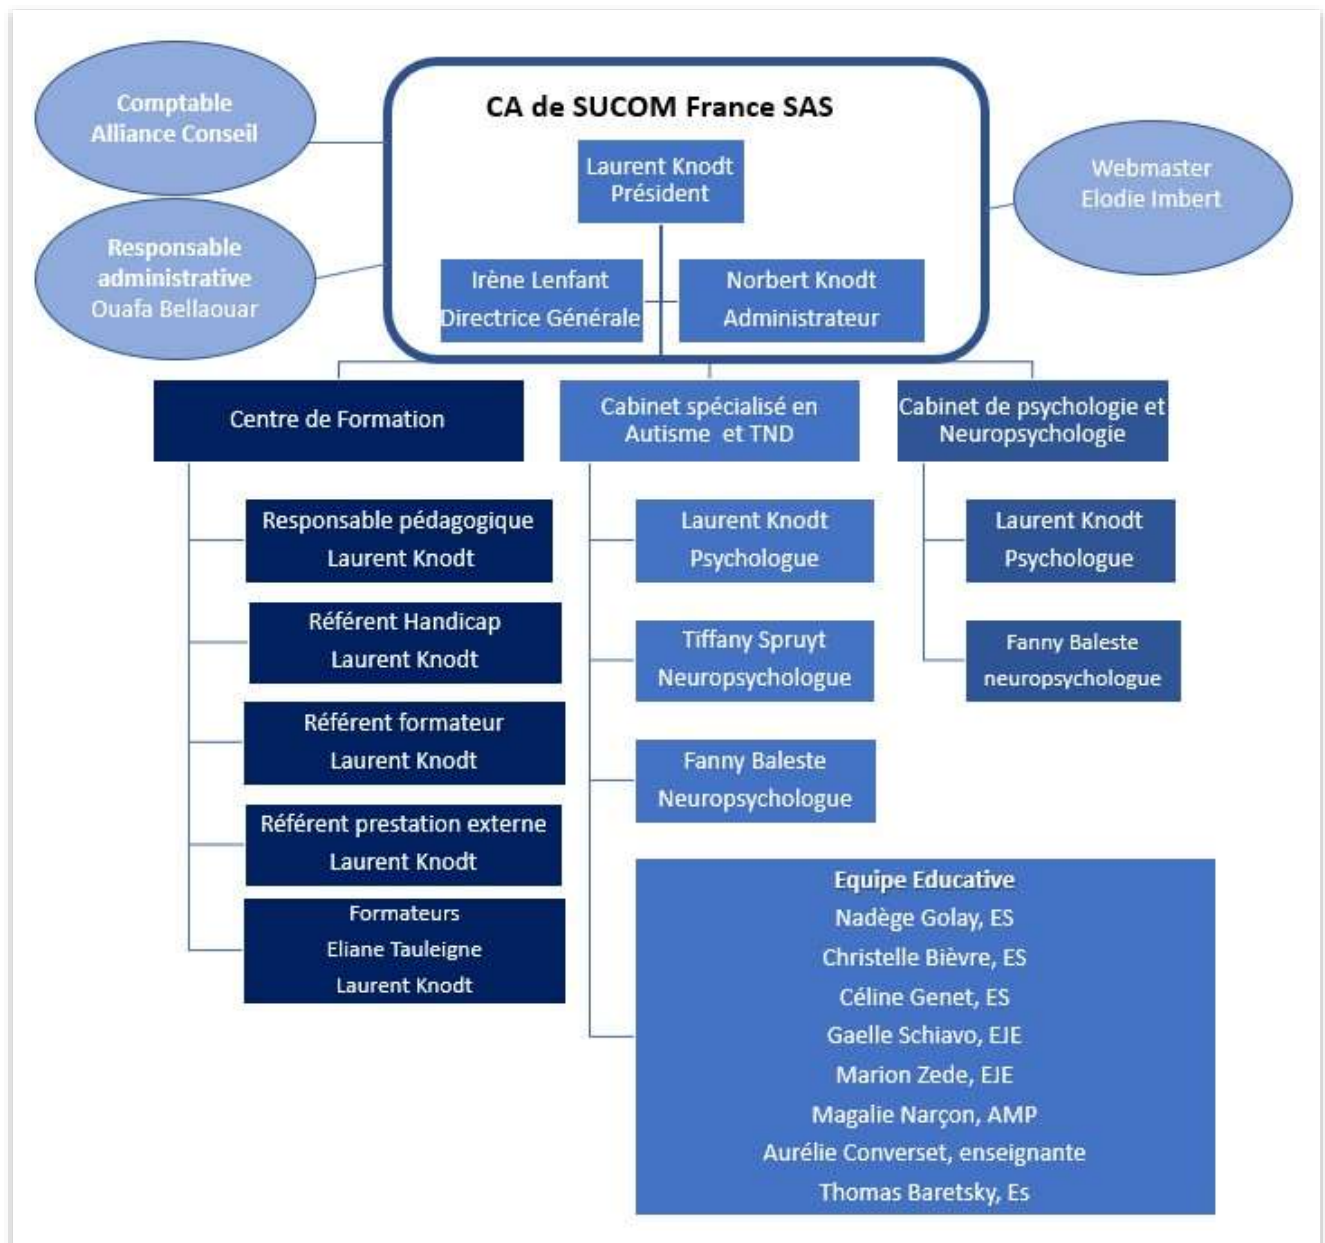 Comptable
Alliance Conseil
Responsable
administrative
Ouafa Bellaouar
CA de SUCOM France SAS
Laurent Knodt
Président
Irène Lenfant
Directrice Générale
Norbert Knodt
Administrateur
Webmaster
Elodie Imbert
Centre de Formation
Responsable pédagogique
Laurent Knodt
Référent Handicap
Laurent Knodt
Référent formateur
Laurent Knodt
Référent prestation externe
Laurent Knodt
Formateurs
Eliane Tauleigne
Laurent Knodt
Cabinet spécialisé en
Autisme et TND
Laurent Knodt
Psychologue
Tiffany Spruyt
Neuropsychologue
Fanny Baleste
Neuropsychologue
Equipe Educative
Nadège Golay, ES
Christelle Bièvre, ES
Céline Genet, ES
Gaelle Schiavo, EJE
Marion Zede, EJE
Magalie Narçon, AMP
Aurélie Converset, enseignante
Thomas Baretsky, Es
Cabinet de psychologie et
Neuropsychologie
Laurent Knodt
Psychologue
Fanny Baleste
neuropsychologue